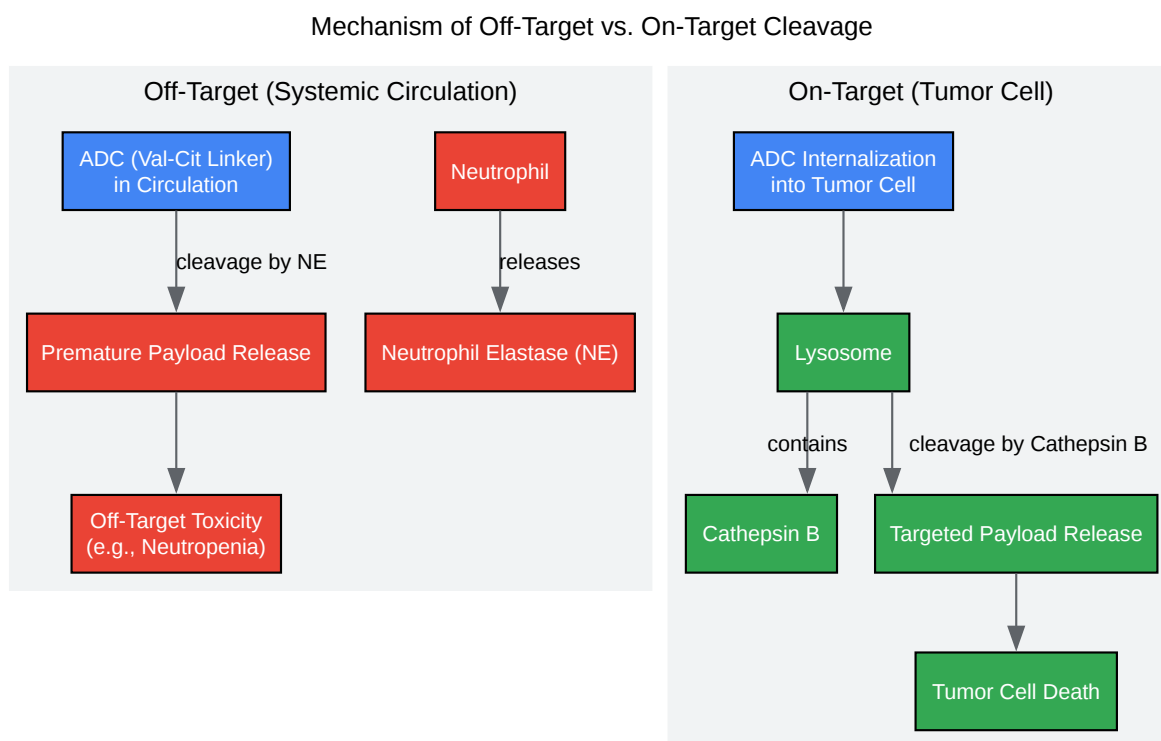 Mechanism of Off-Target vs. On-Target Cleavage
Off-Target (Systemic Circulation)
ADC (Val-Cit Linker)
in Circulation
Neutrophil
cleavage by NE
releases
Premature Payload Release
Neutrophil Elastase (NE)
Off-Target Toxicity
(e.g., Neutropenia)
On-Target (Tumor Cell)
ADC Internalization
into Tumor Cell
Lysosome
contains
cleavage by Cathepsin B
Cathepsin B
Targeted Payload Release
Tumor Cell Death